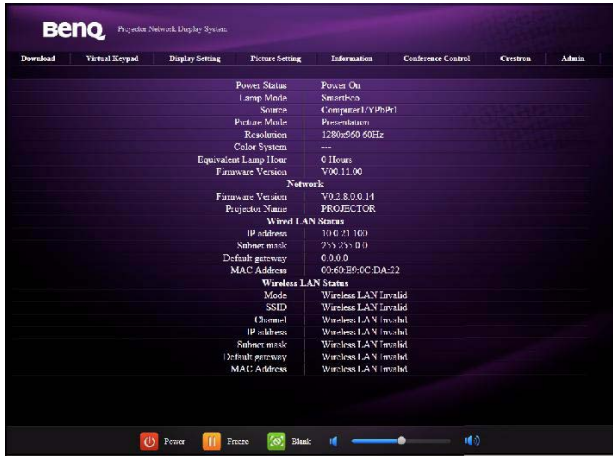 BenQ Projector Network Display System
Download Virtual Keypad Display Setting Picture Setting Information Conference Control Crestron Admin
Power Status Power On
Lamp Mode SmartEco
Source Computer1/YPbPr1
Picture Mode Presentation
Resolution 1280x960 60Hz
Color System ---
Equivalent Lamp Hour 0 Hours
Firmware Version V00.11.00
Network
Firmware Version V0.2.8.0.0.14
Projector Name PROJECTOR
Wired LAN Status
IP address 10.0.21.100
Subnet mask 255.255.0.0
Default gateway 0.0.0.0
MAC Address 00:60:E9:0C:DA:22
Wireless LAN Status
Mode Wireless LAN Invalid
SSID Wireless LAN Invalid
Channel Wireless LAN Invalid
IP address Wireless LAN Invalid
Subnet mask Wireless LAN Invalid
Default gateway Wireless LAN Invalid
MAC Address Wireless LAN Invalid
Power Freeze Blank